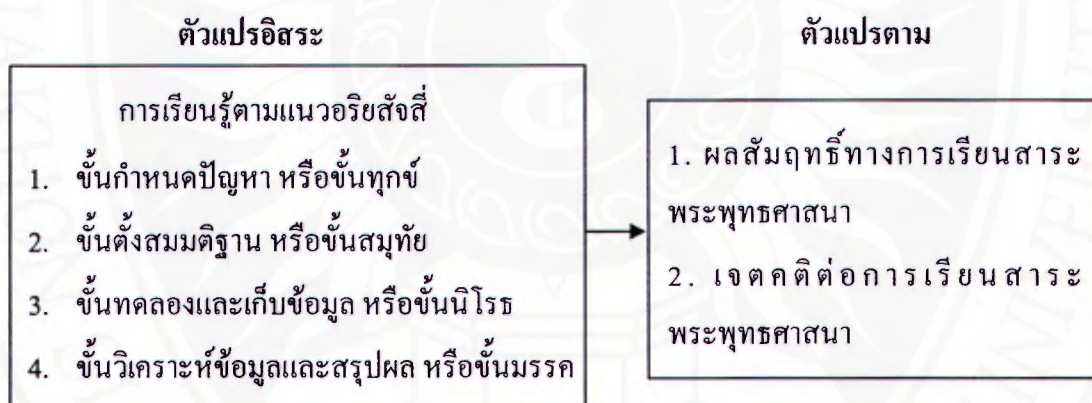 ตัวแปรอิสระ
การเรียนรู้ตามแนวอริยสัจสี่
1. ขั้นกำหนดปัญหา หรือขั้นทุกข์
2. ขั้นตั้งสมมติฐาน หรือขั้นสมุทัย
3. ขั้นทดลองและเก็บข้อมูล หรือขั้นนิโรธ
4. ขั้นวิเคราะห์ข้อมูลและสรุปผล หรือขั้นมรรค
ตัวแปรตาม
1. ผลสัมฤทธิ์ทางการเรียนสาระ
พระพุทธศาสนา
2. เจตคติต่อการเรียนสาระ
พระพุทธศาสนา